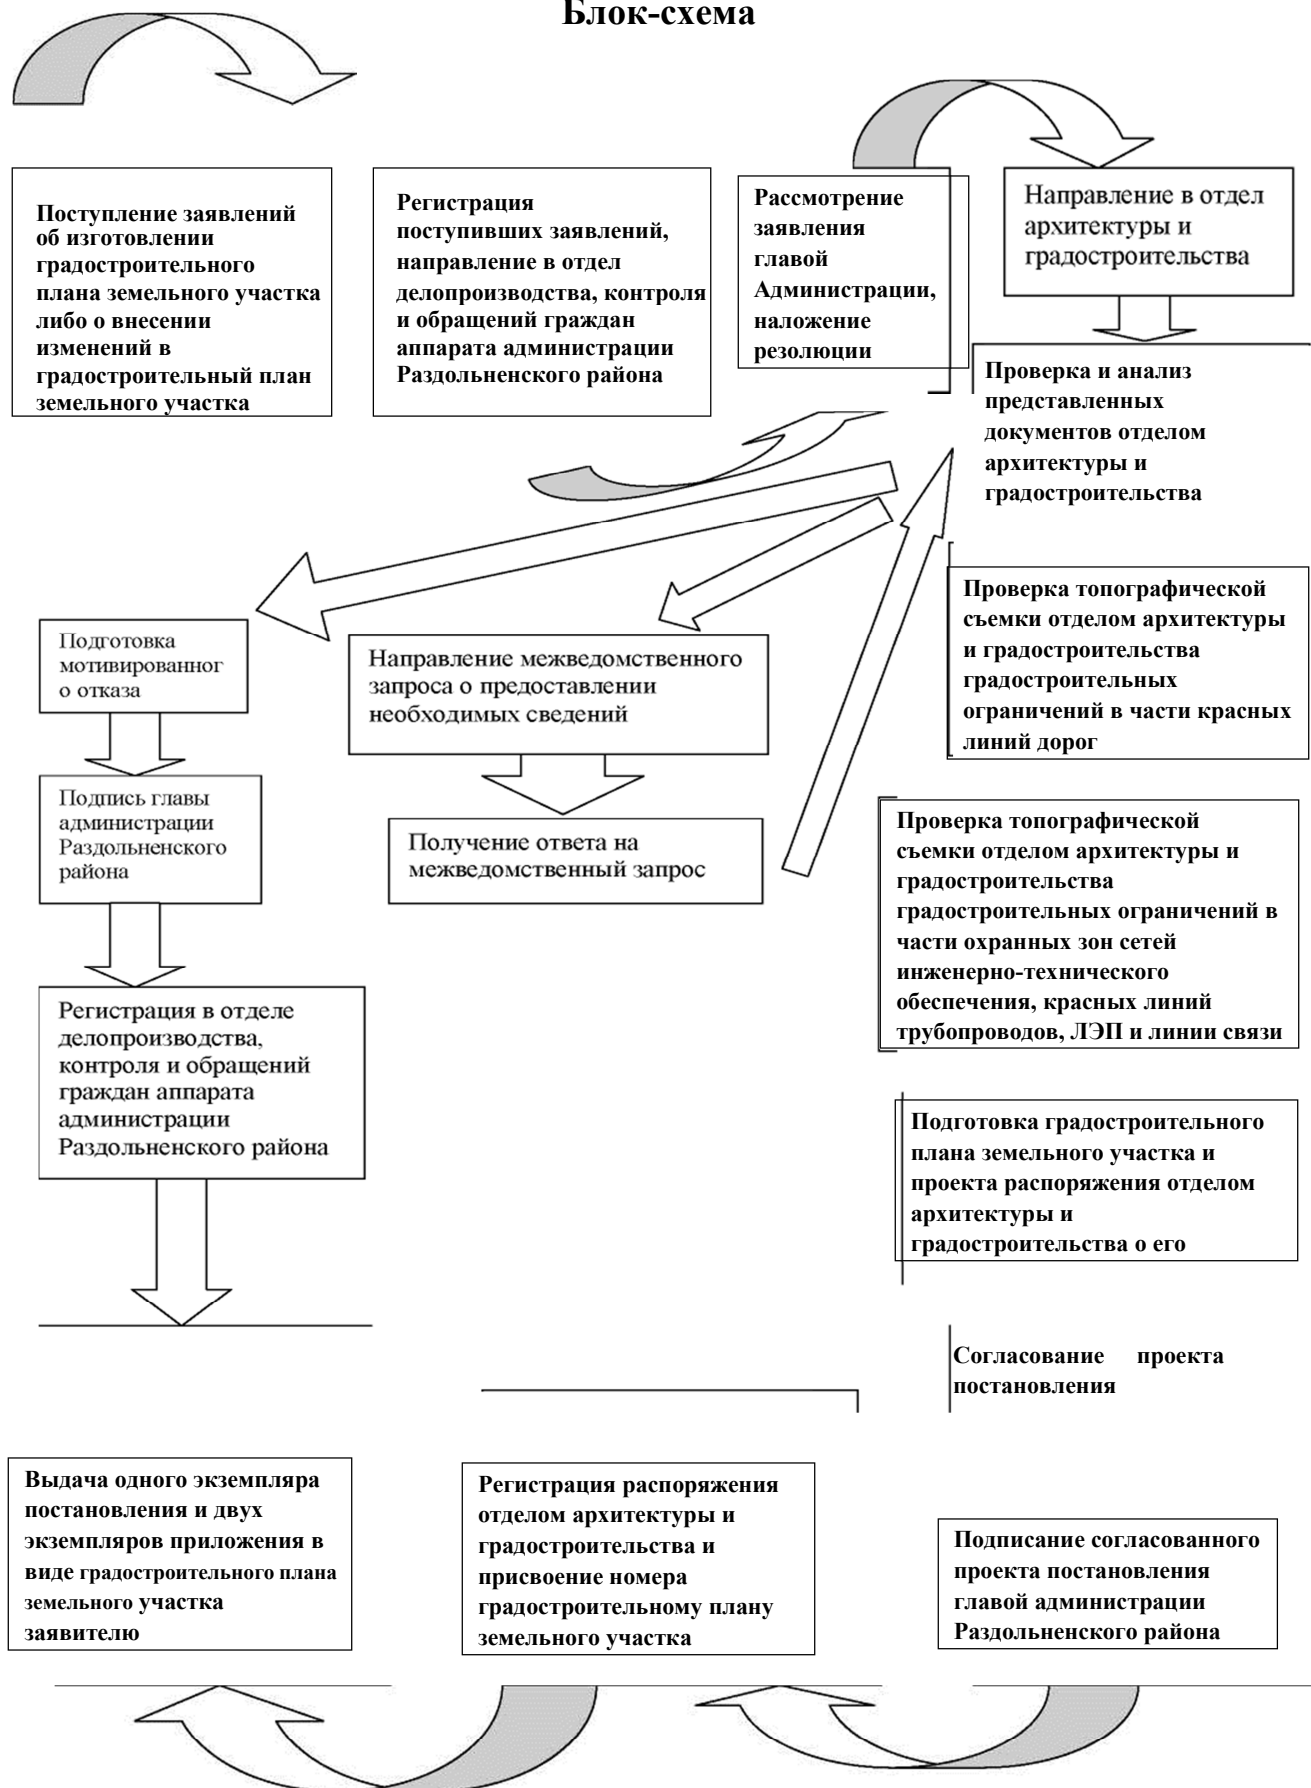 Блок-схема
Поступление заявлений
об изготовлении
градостроительного
плана земельного участка
либо о внесении
изменений в
градостроительный план
земельного участка
Регистрация
поступивших заявлений,
направление в отдел
делопроизводства, контроля
и обращений граждан
аппарата администрации
Раздольненского района
Рассмотрение
заявления
главой
Администрации,
наложение
резолюции
Направление в отдел
архитектуры и
градостроительства
Проверка и анализ
представленных
документов отделом
архитектуры и
градостроительства
Проверка топографической
съемки отделом архитектуры
и градостроительства
градостроительных
ограничений в части красных
линий дорог
Подготовка
мотивированног
о отказа
Направление межведомственного
запроса о предоставлении
необходимых сведений
Подпись главы
администрации
Раздольненского
района
Получение ответа на
межведомственный запрос
Проверка топографической
съемки отделом архитектуры и
градостроительства
градостроительных ограничений в
части охранных зон сетей
инженерно-технического
обеспечения, красных линий
трубопроводов, ЛЭП и линии связи
Регистрация в отделе
делопроизводства,
контроля и обращений
граждан аппарата
администрации
Раздольненского района
Подготовка градостроительного
плана земельного участка и
проекта распоряжения отделом
архитектуры и
градостроительства о его
Согласование проекта
постановления
Выдача одного экземпляра
постановления и двух
экземпляров приложения в
виде градостроительного плана
земельного участка
заявителю
Регистрация распоряжения
отделом архитектуры и
градостроительства и
присвоение номера
градостроительному плану
земельного участка
Подписание согласованного
проекта постановления
главой администрации
Раздольненского района